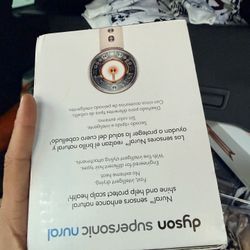 dyson supersonic nural
Nural™ sensors enhance natural
shine and help protect scalp health¹.
Fast, intelligent drying.
No extreme heat.
Engineered for different hair types.
With five intelligent styling attachments.
Los sensores Nural™ realzan el brillo natural y
ayudan a proteger la salud del cuero cabelludo¹.
Secado rápido e inteligente.
Sin calor extremo.
Diseñado para diferentes tipos de cabello.
Con cinco accesorios de peinado inteligentes.